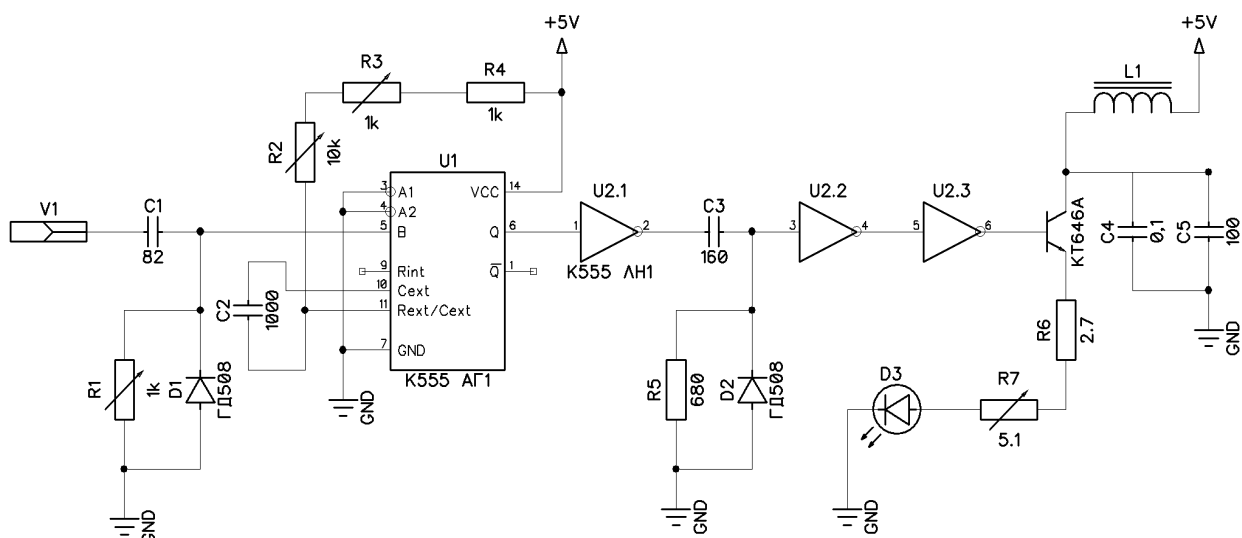 +5V
+5V
R3
1k
R4
1k
L1
R2
10k
U1
3
A1
4
A2
5
B
9
Rint
10
Cext
11
Rext/Cext
7
GND
VCC
14
Q
6
Q
1
К555 АГ1
V1
C1
82
C2
1000
R1
1k
D1
ГД508
GND
GND
U2.1
1
2
К555 ЛН1
C3
160
U2.2
3
4
U2.3
5
6
КТ646А
C4
0,1
C5
100
GND
R5
680
D2
ГД508
GND
R6
2.7
D3
R7
5.1
GND